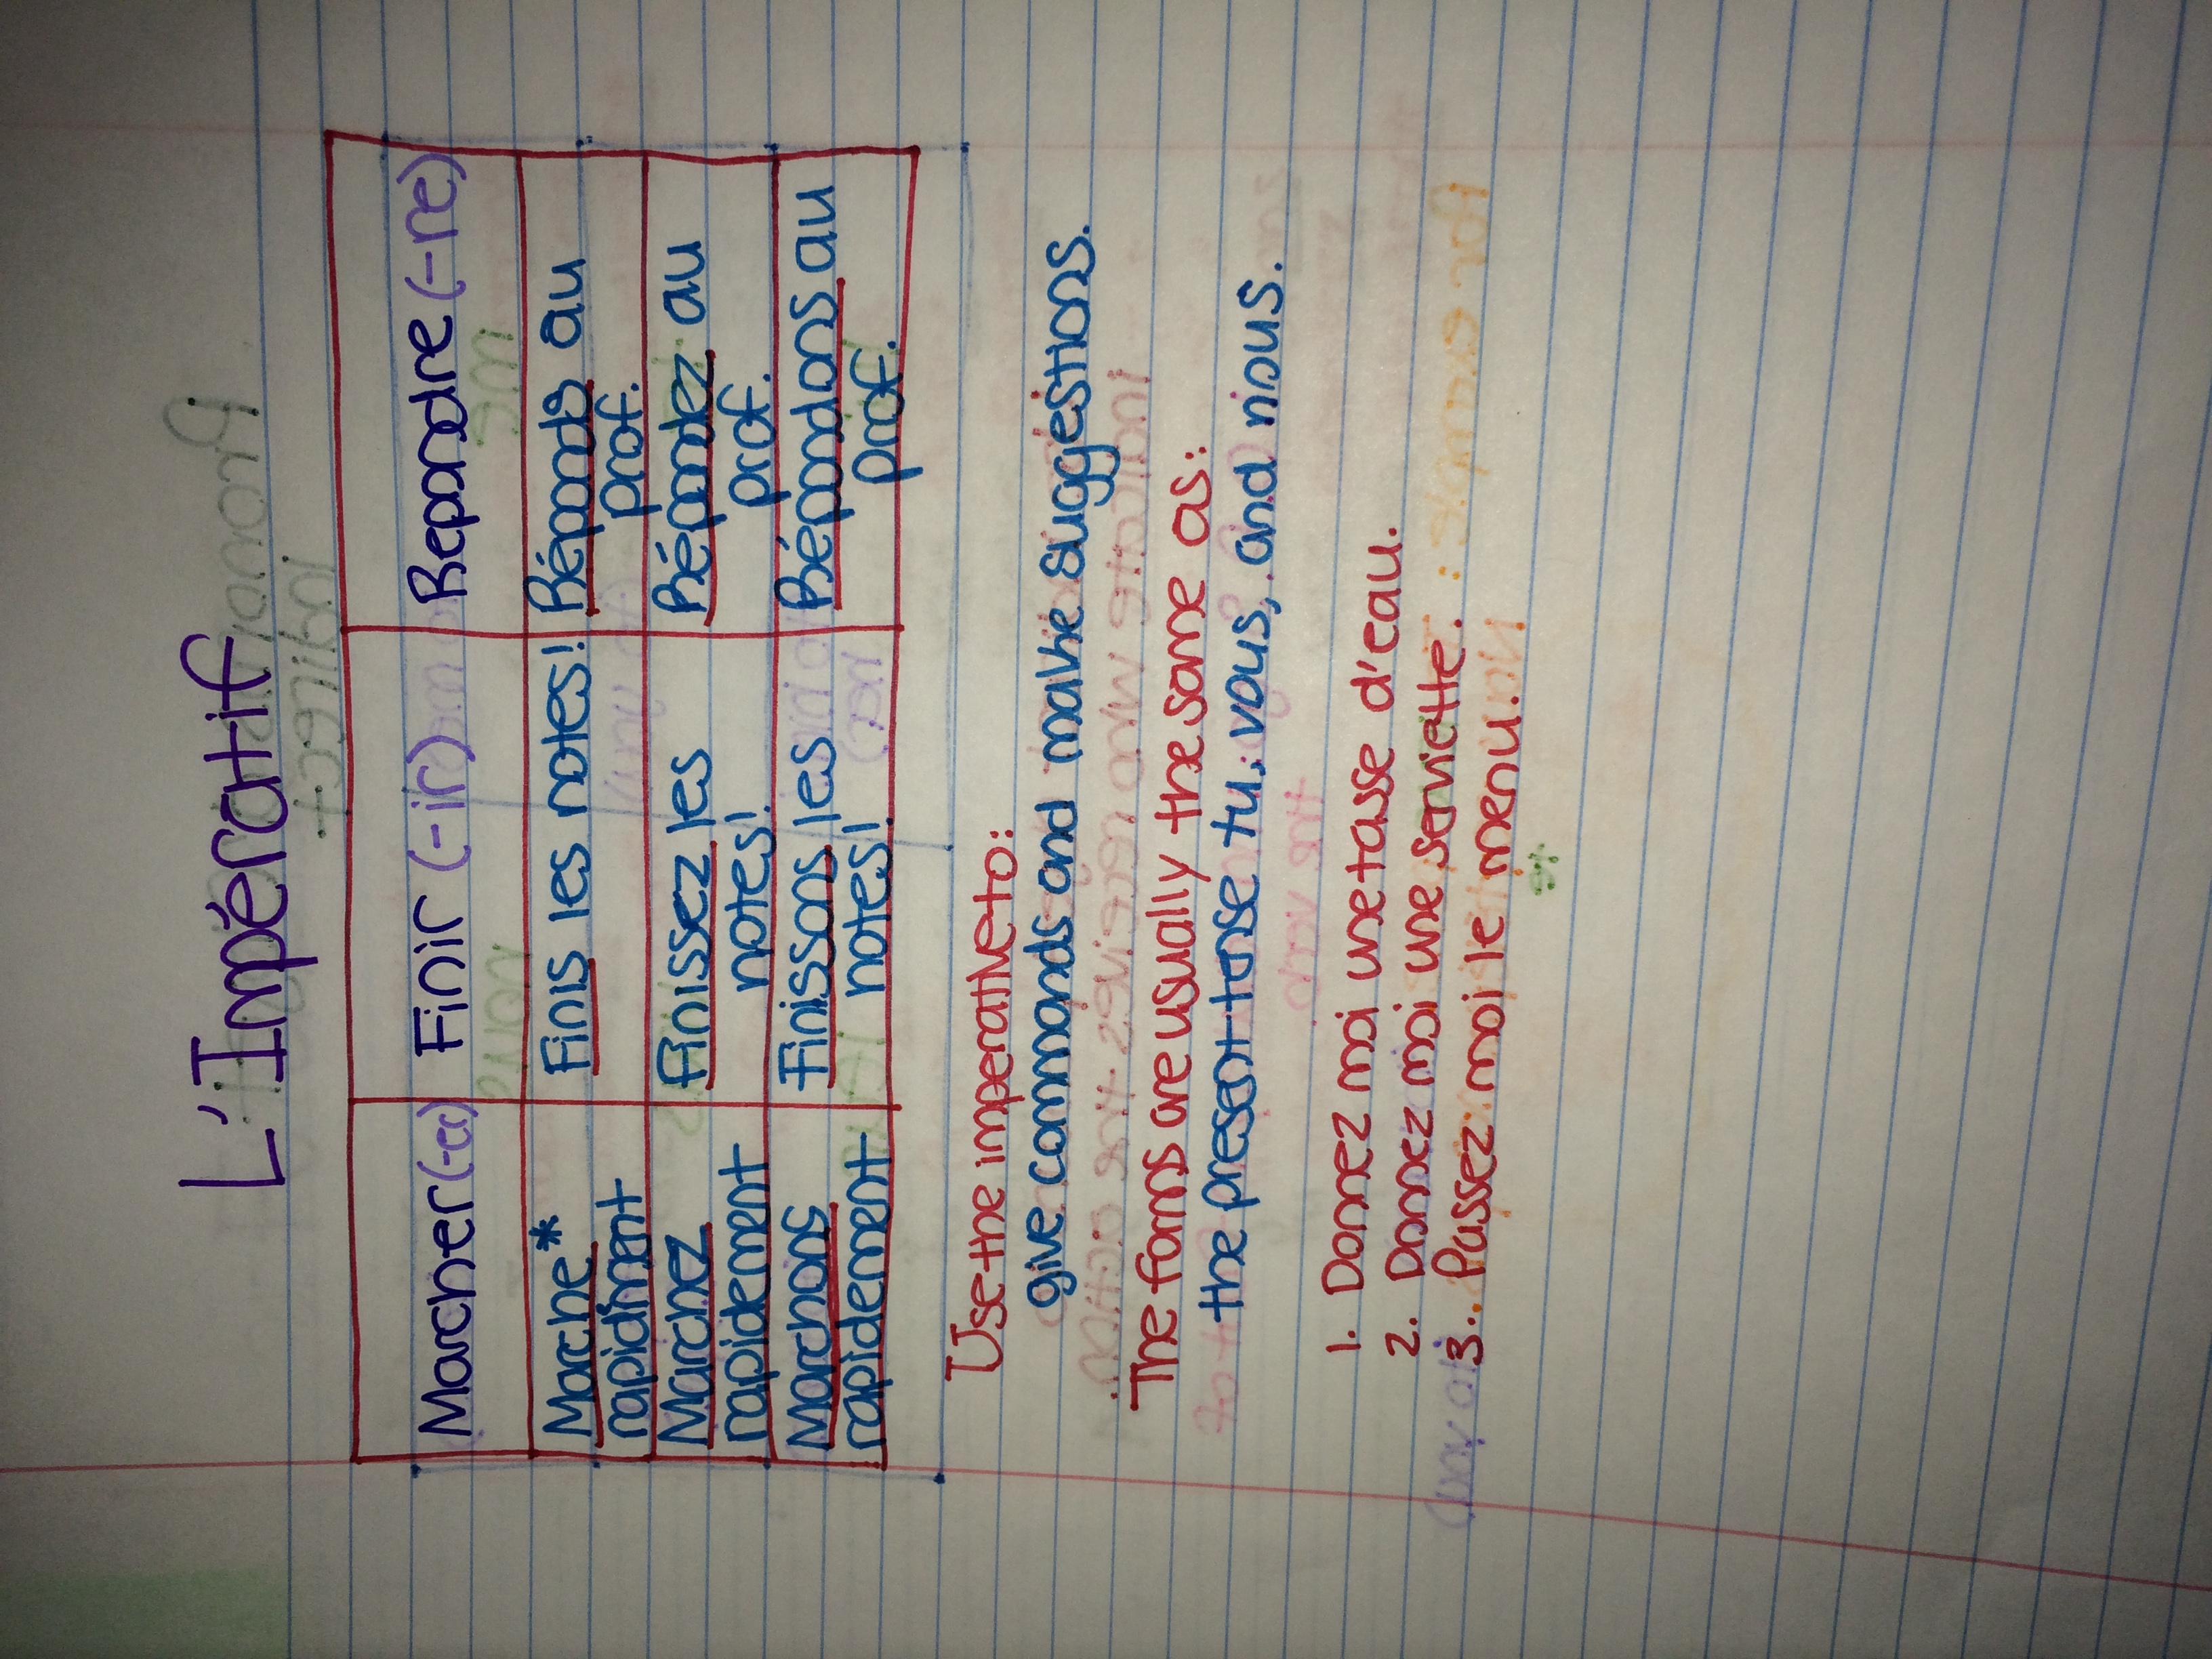 L'Impératif
Marcher (-er) Finir (-ir) Repondre (-re)
Marche* Finis les notes! Réponds au
rapidment prof.
Marchez Finissez les Répondez au
rapidement notes! prof.
Marchons Finissons les Répondons au
rapidement notes! prof.
Use the imperative to:
give commands and make suggestions.
The forms are usually the same as:
the present tense tu, vous, and nous.
1. Donnez moi une tasse d'eau.
2. Donnez moi une serviette.
3. Passez moi le menu.